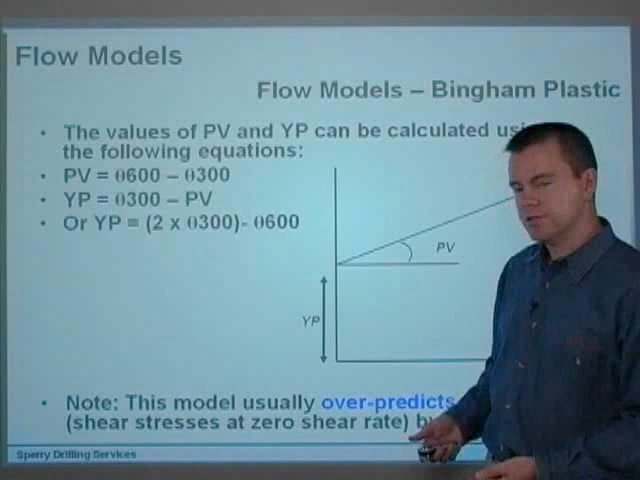 Flow Models
Flow Models – Bingham Plastic
• The values of PV and YP can be calculated
the following equations:
• PV = θ600 – θ300
• YP = θ300 – PV
• Or YP = (2 x θ300)- θ600
PV
YP
• Note: This model usually over-predicts
(shear stresses at zero shear rate)
Sperry Drilling Services